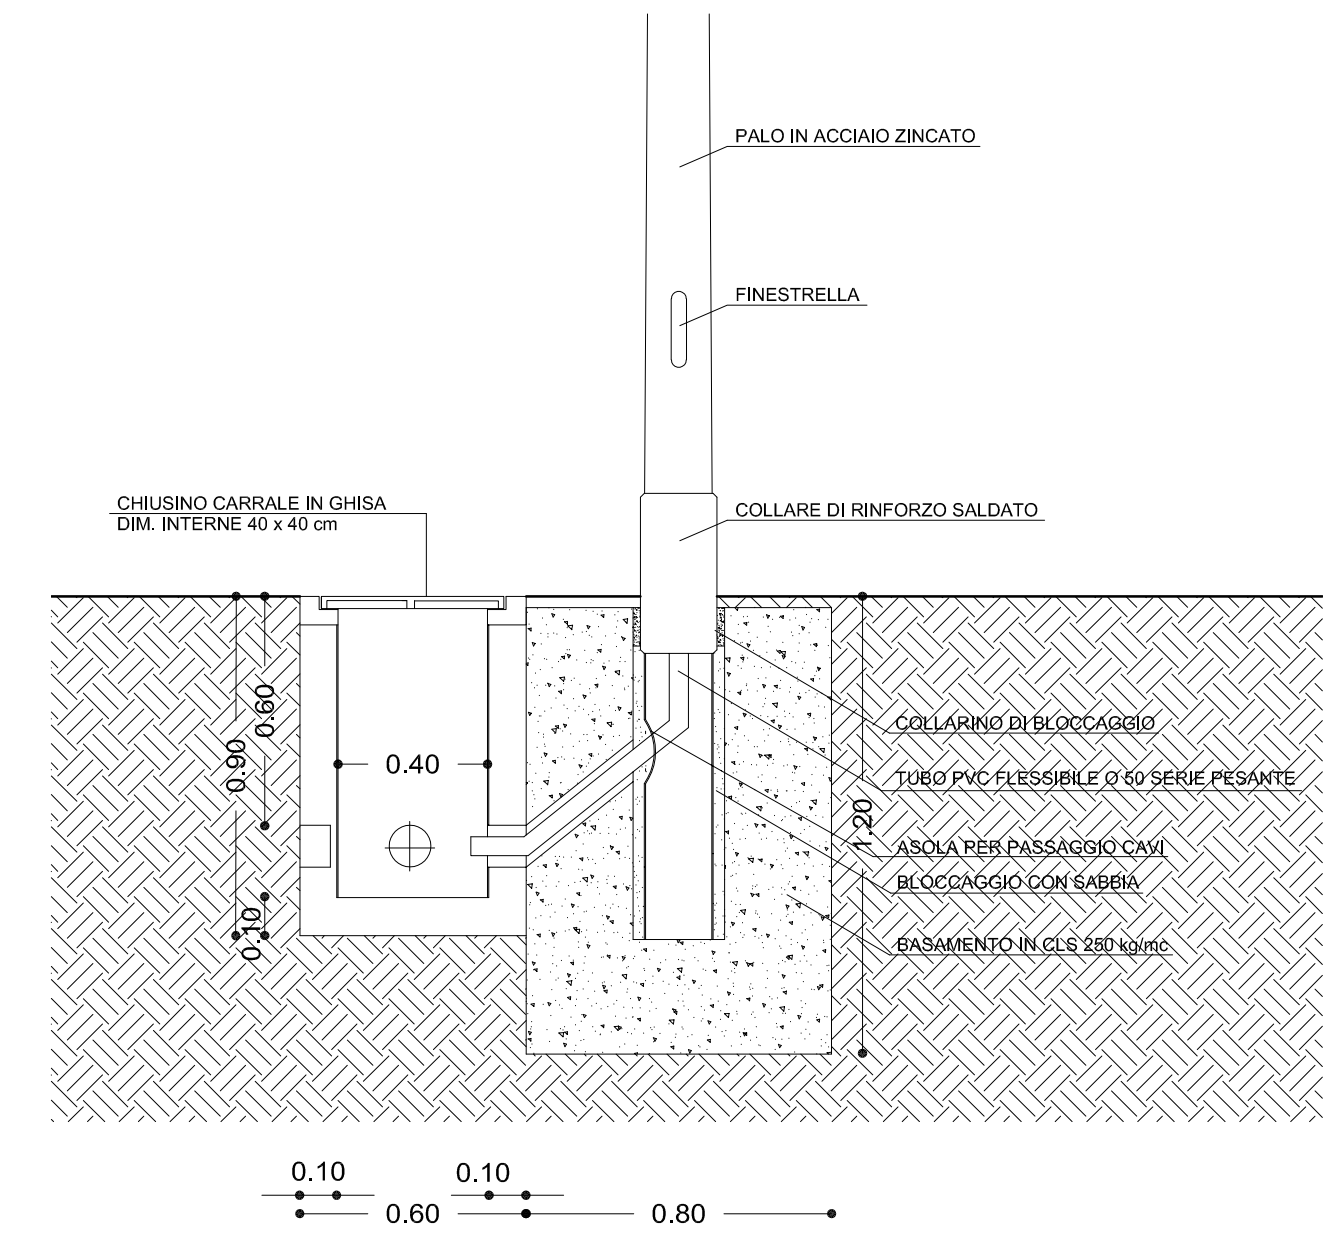 PALO IN ACCIAIO ZINCATO
FINESTRELLA
CHIUSINO CARRALE IN GHISA
DIM. INTERNE 40 x 40 cm
COLLARE DI RINFORZO SALDATO
0.60
0.90
0.40
COLLARINO DI BLOCCAGGIO
TUBO PVC FLESSIBILE O 50 SERIE PESANTE
1.20
ASOLA PER PASSAGGIO CAVI
BLOCCAGGIO CON SABBIA
0.10
BASAMENTO IN CLS 250 kg/mc
0.10
0.10
0.60
0.80